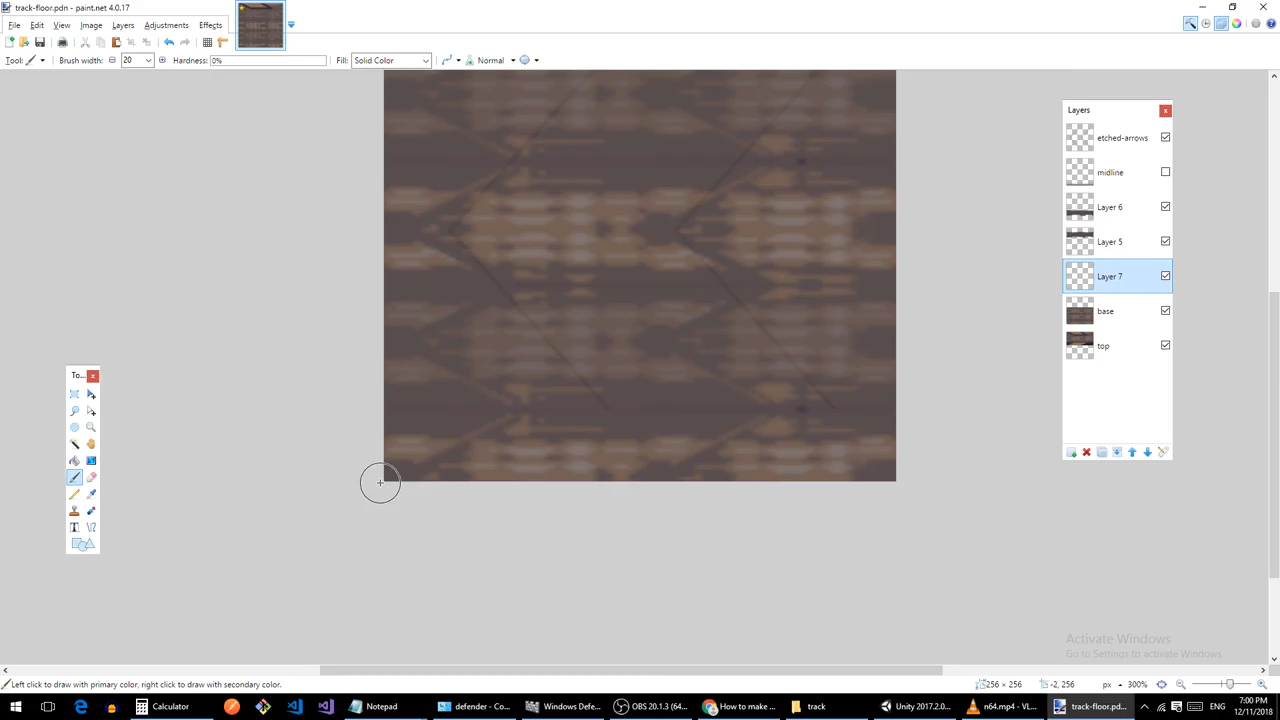 track-floor.pdn - paint.net 4.0.17
File Edit View Image Layers Adjustments Effects
Tool: Brush width: 20 Hardness: 0% Fill: Solid Color Normal
Layers
etched-arrows
midline
Layer 6
Layer 5
Layer 7
base
top
To...
Activate Windows
Go to Settings to activate Windows.
Left click to draw with primary color, right click to draw with secondary color. 256 × 256 -2, 256 px 300%
Calculator Notepad defender - Co... Windows Defe... OBS 20.1.3 (64... How to make ... track Unity 2017.2.0... n64.mp4 - VL... track-floor.pd... ENG 7:00 PM
12/11/2018